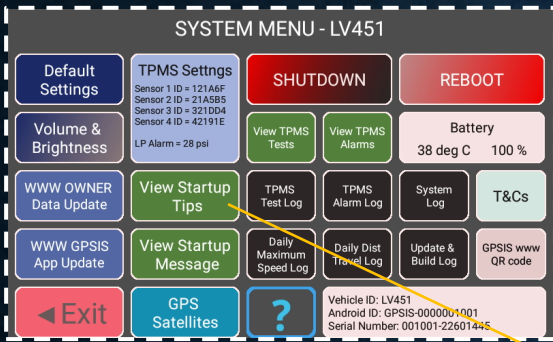 SYSTEM MENU - LV451
Default
Settings
TPMS Settngs
Sensor 1 ID = 121A6F
Sensor 2 ID = 21A5B5
Sensor 3 ID = 321DD4
Sensor 4 ID = 42191E
LP Alarm = 28 psi
SHUTDOWN
REBOOT
Volume &
Brightness
View TPMS
Tests
View TPMS
Alarms
Battery
38 deg C 100 %
WWW OWNER
Data Update
View Startup
Tips
TPMS
Test Log
TPMS
Alarm Log
System
Log
T&Cs
WWW GPSIS
App Update
View Startup
Message
Daily
Maximum
Speed Log
Daily Dist
Travel Log
Update &
Build Log
GPSIS www
QR code
◄Exit
GPS
Satellites
?
Vehicle ID: LV451
Android ID: GPSIS-0000001001
Serial Number: 001001-22601445